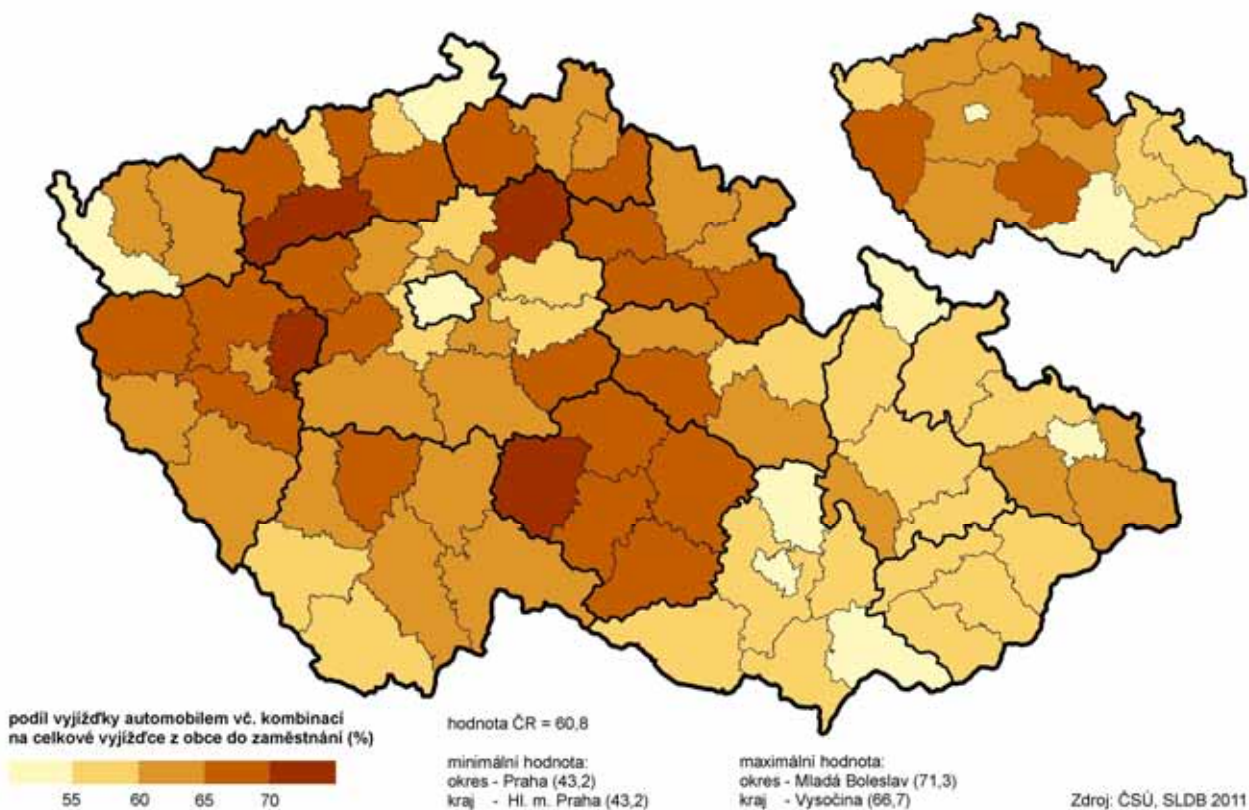 podíl vyjížďky automobilem vč. kombinací
na celkové vyjížďce z obce do zaměstnání (%)
55 60 65 70
hodnota ČR = 60,8
minimální hodnota:
okres - Praha (43,2)
kraj - Hl. m. Praha (43,2)
maximální hodnota:
okres - Mladá Boleslav (71,3)
kraj - Vysočina (66,7)
Zdroj: ČSÚ, SLDB 2011